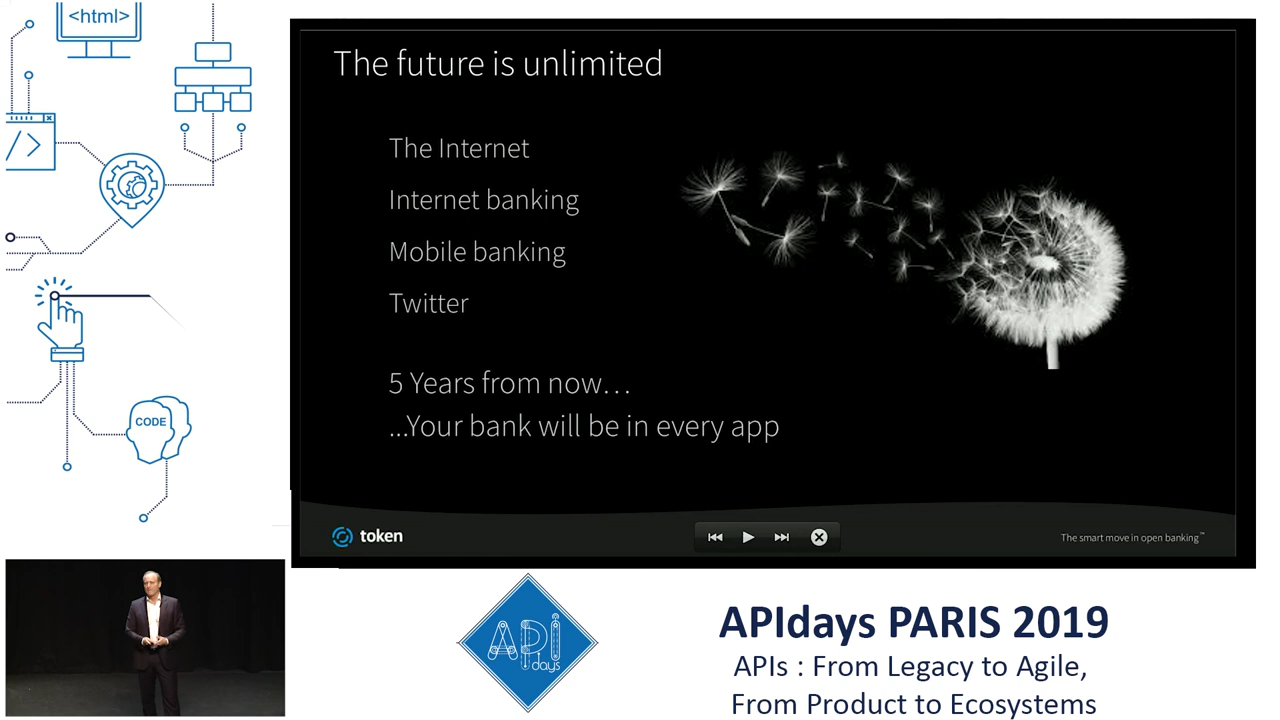 <html>
The future is unlimited
The Internet
Internet banking
Mobile banking
Twitter
5 Years from now…
...Your bank will be in every app
CODE
token
The smart move in open banking™
API
days
APIdays PARIS 2019
APIs : From Legacy to Agile,
From Product to Ecosystems